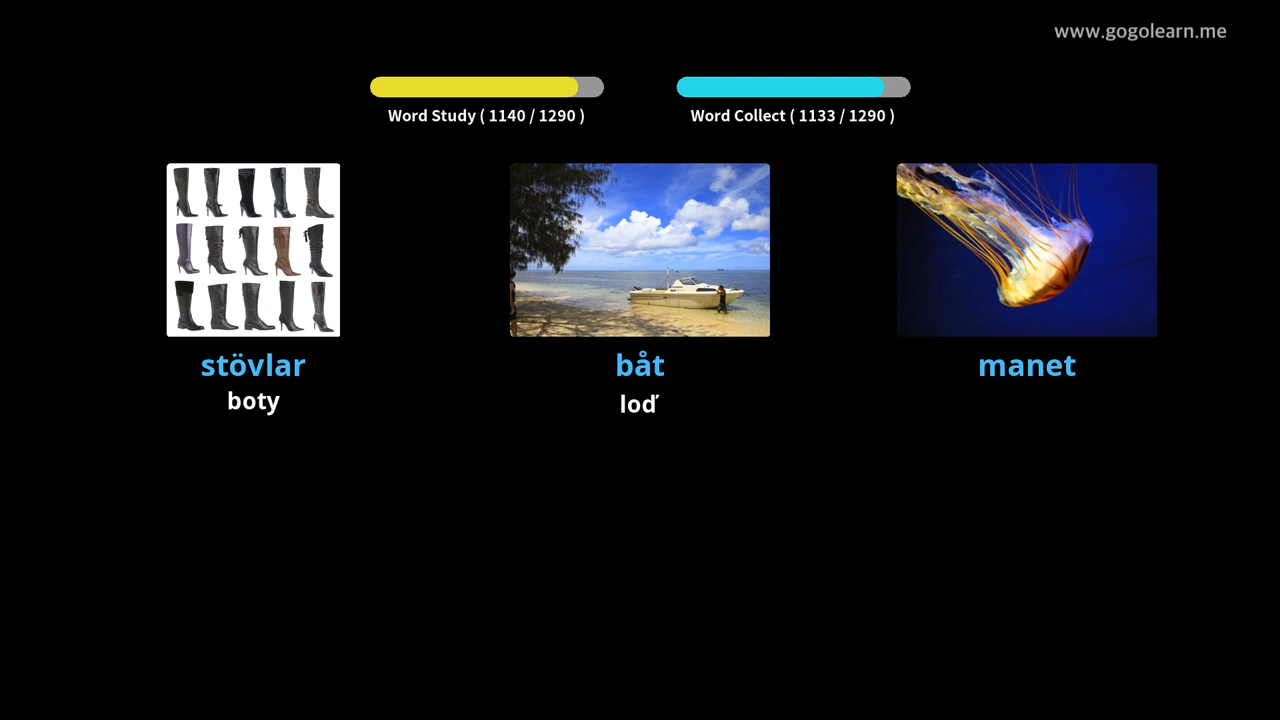 www.gogolearn.me
Word Study ( 1140 / 1290 )
Word Collect ( 1133 / 1290 )
stövlar
båt
manet
boty
loď